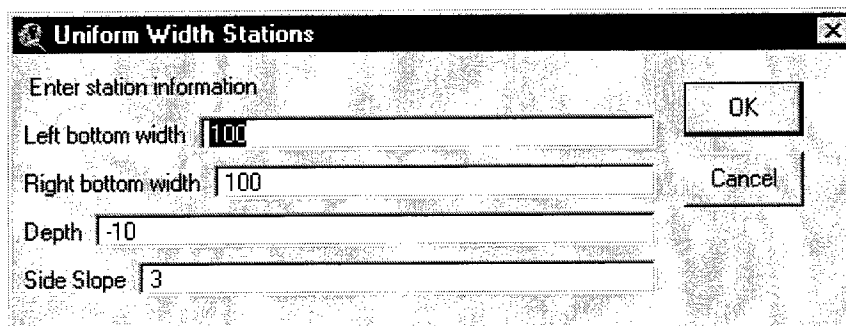 Uniform Width Stations
Enter station information
Left bottom width 100
Right bottom width 100
Depth -10
Side Slope 3
OK
Cancel